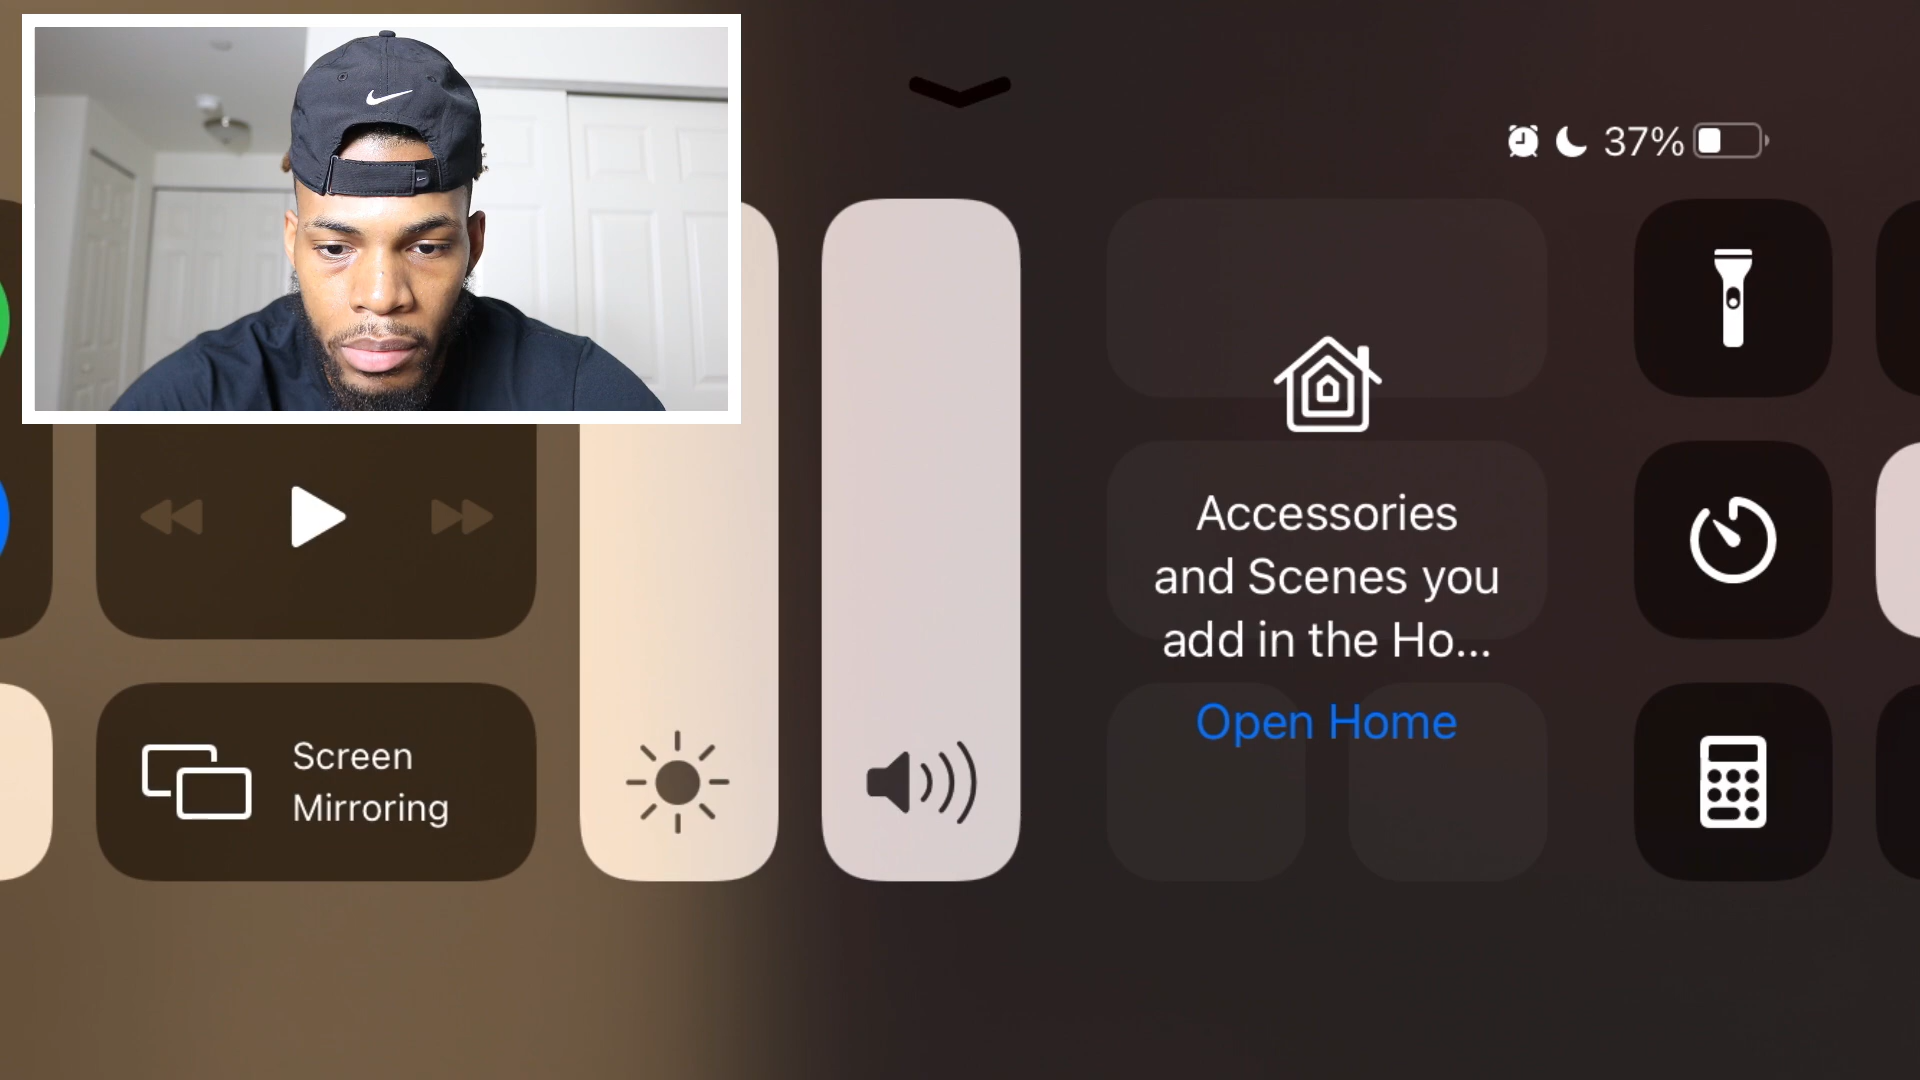 37%
Accessories
and Scenes you
add in the Ho...
Open Home
Screen
Mirroring